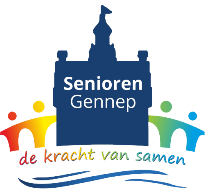 Senioren
Gennep
de kracht van samen